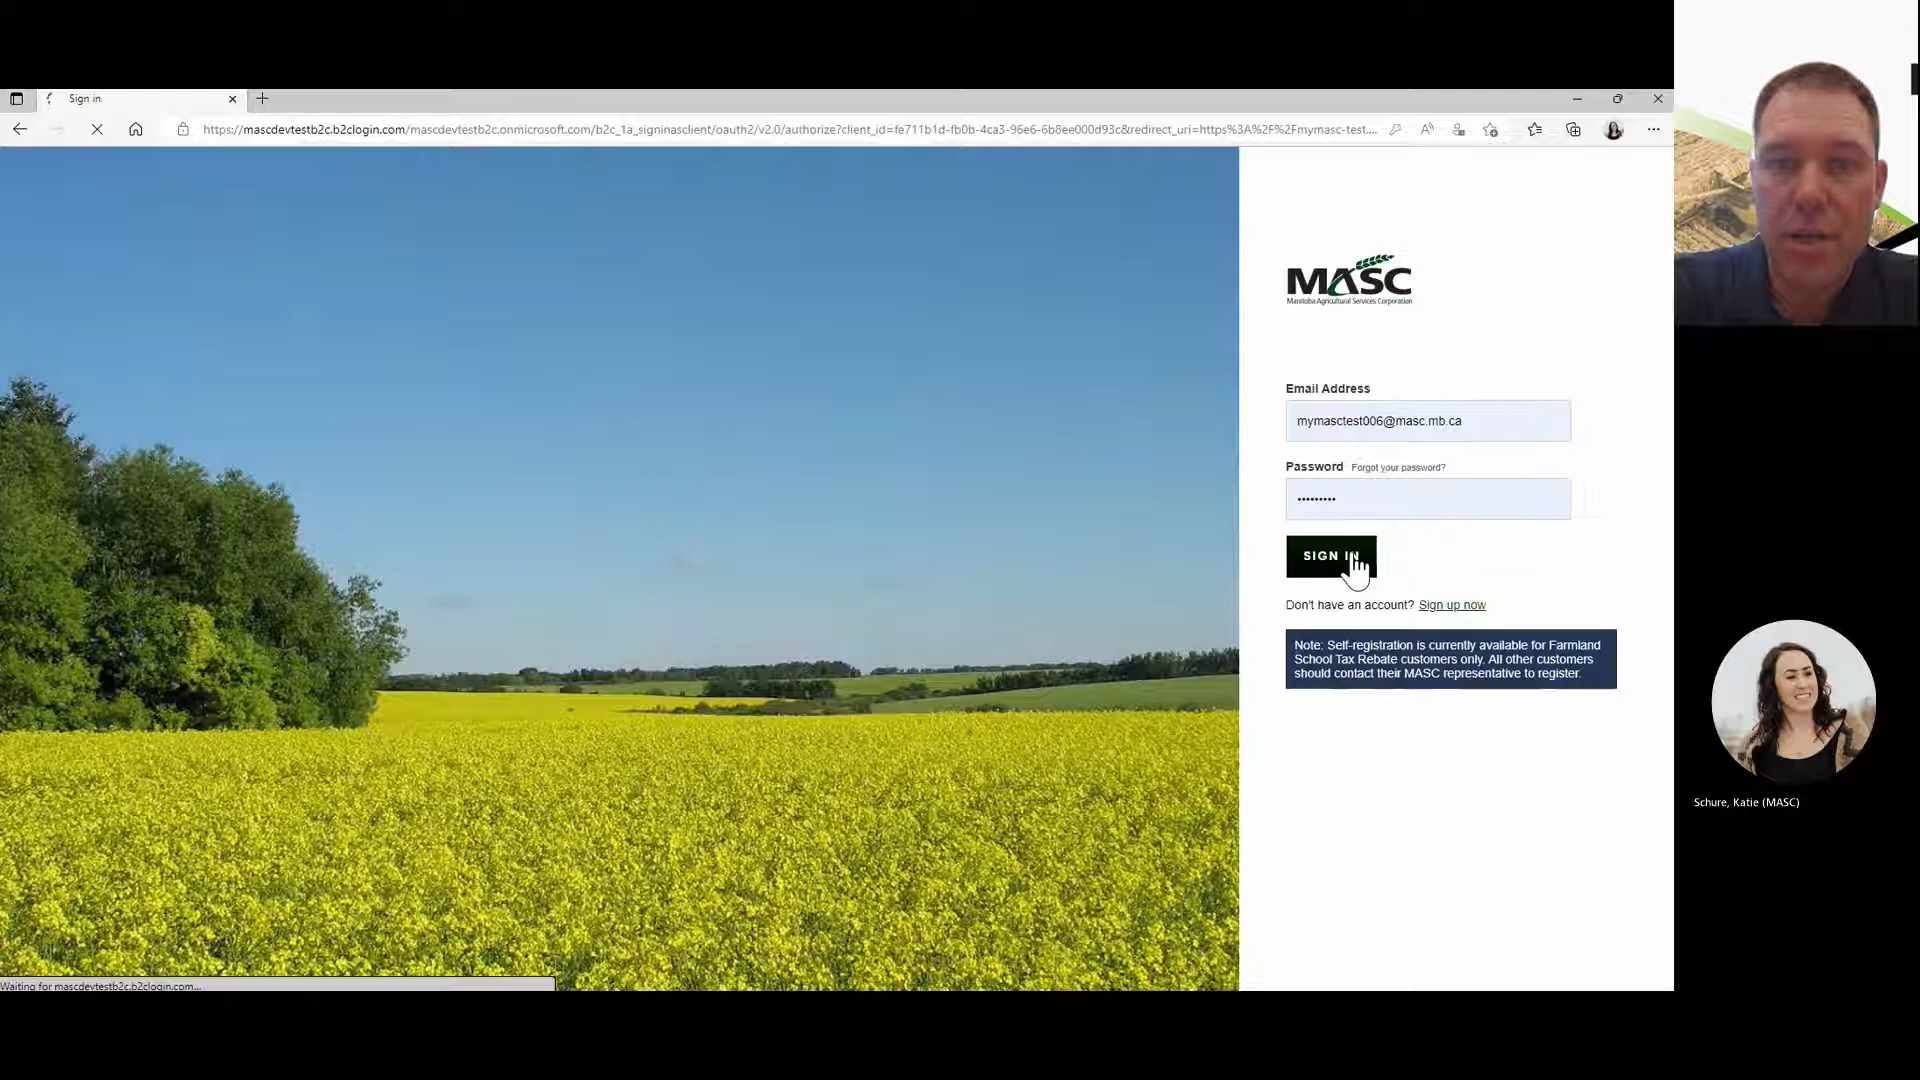 Sign in
https://mascdevtestb2c.b2clogin.com/mascdevtestb2c.onmicrosoft.com/b2c_1a_signinasclient/oauth2/v2.0/authorize?client_id=fe711b1d-fb0b-4ca3-96e6-6b8ee000d93c&redirect_uri=https%3A%2F%2Fmymasc-test....
MASC
Manitoba Agricultural Services Corporation
Email Address
mymasctest006@masc.mb.ca
Password Forgot your password?
•••••••••
SIGN IN
Don't have an account? Sign up now
Note: Self-registration is currently available for Farmland
School Tax Rebate customers only. All other customers
should contact their MASC representative to register.
Schure, Katie (MASC)
Waiting for mascdevtestb2c.b2clogin.com...